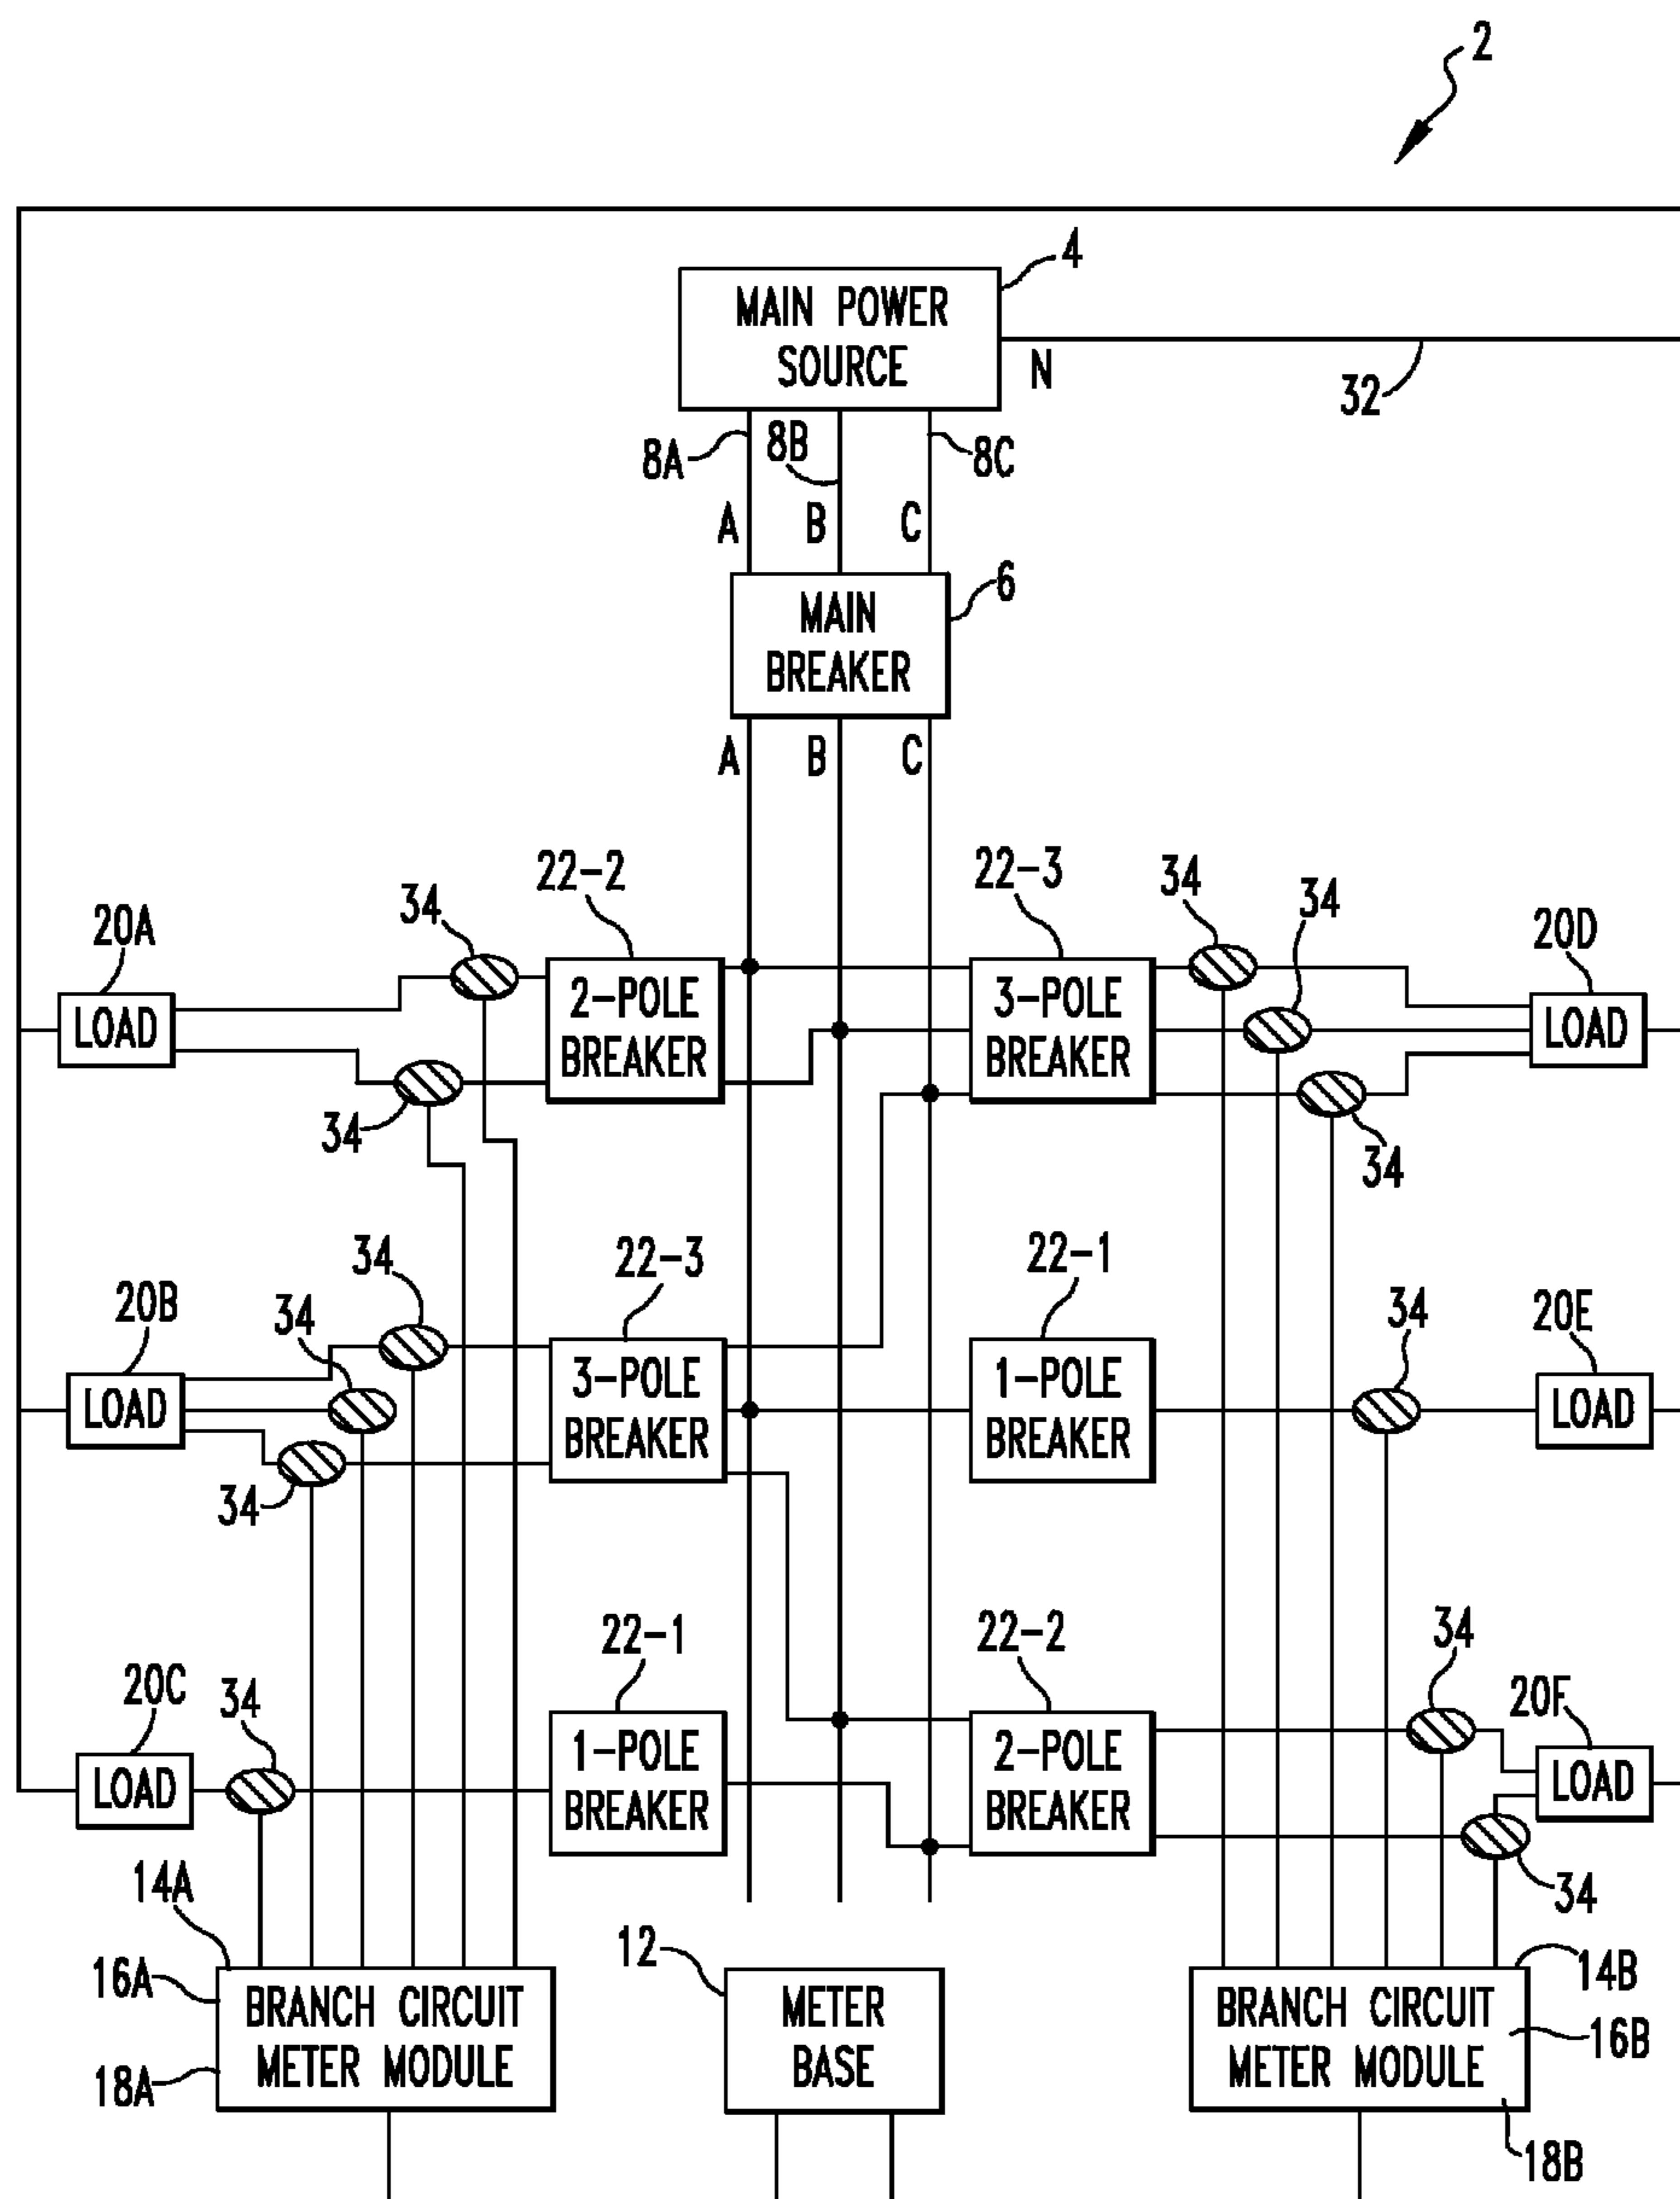 2
4
MAIN POWER
SOURCE
N
32
8A
8B
8C
A
B
C
6
MAIN
BREAKER
A
B
C
22-2
22-3
34
34
34
20A
20D
LOAD
2-POLE
BREAKER
3-POLE
BREAKER
LOAD
34
34
22-3
22-1
34
34
34
20B
20E
LOAD
3-POLE
BREAKER
1-POLE
BREAKER
LOAD
34
22-1
22-2
34
20C
34
20F
LOAD
1-POLE
BREAKER
2-POLE
BREAKER
LOAD
34
14A
12
14B
16A
BRANCH CIRCUIT
METER MODULE
METER
BASE
BRANCH CIRCUIT
METER MODULE
16B
18A
18B